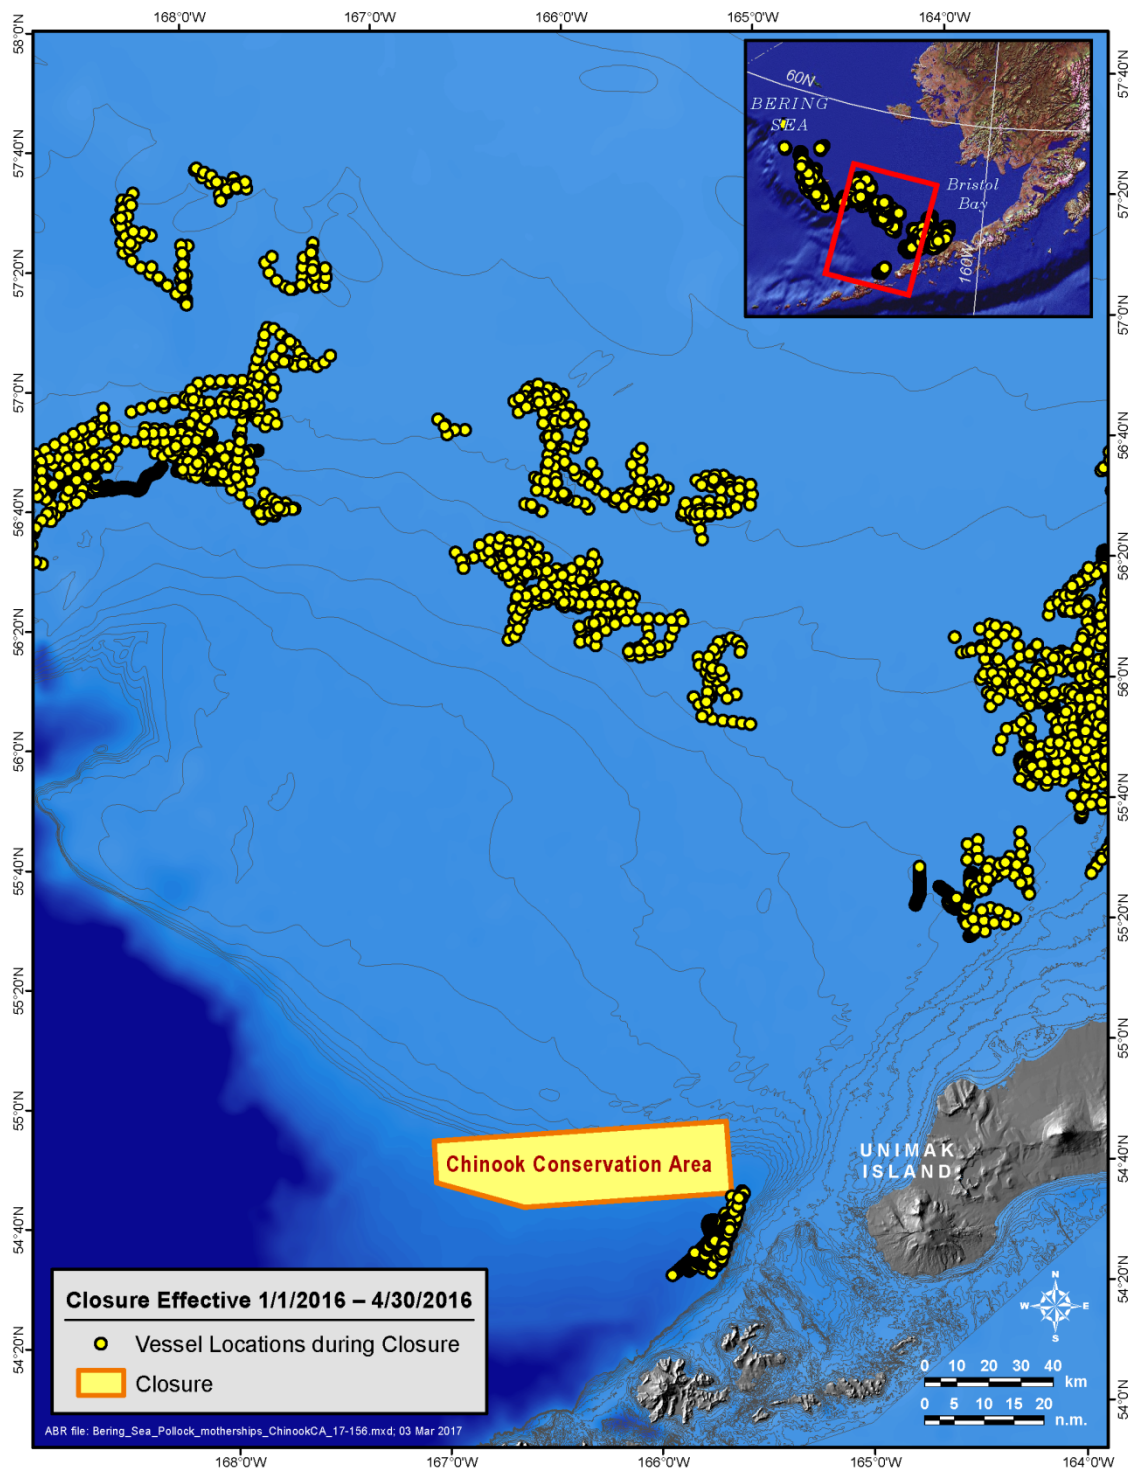 168°0'W 167°0'W 166°0'W 165°0'W 164°0'W
58°0'N
57°40'N
57°20'N
57°0'N
56°40'N
56°20'N
56°0'N
55°40'N
55°20'N
55°0'N
54°40'N
54°20'N
57°40'N
57°20'N
57°0'N
56°40'N
56°20'N
56°0'N
55°40'N
55°20'N
55°0'N
54°40'N
54°20'N
54°0'N
60N
BERING
SEA
Bristol
Bay
160W
Chinook Conservation Area
UNIMAK
ISLAND
N
W E
S
0 10 20 30 40
km
0 5 10 15 20
n.m.
Closure Effective 1/1/2016 – 4/30/2016
Vessel Locations during Closure
Closure
ABR file: Bering_Sea_Pollock_motherships_ChinookCA_17-156.mxd; 03 Mar 2017
168°0'W 167°0'W 166°0'W 165°0'W 164°0'W